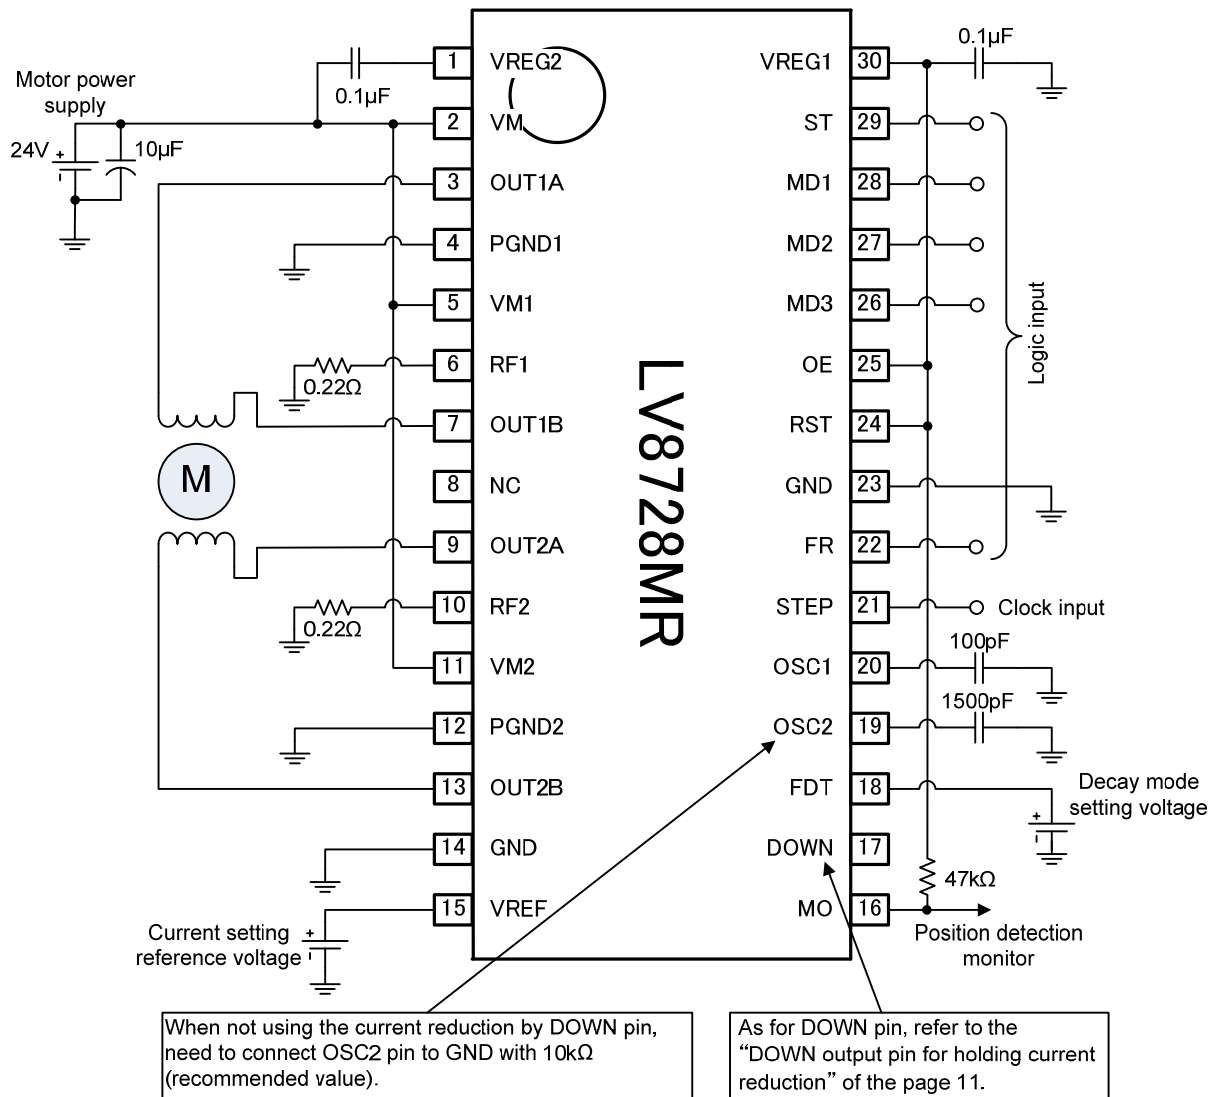 Motor power
supply
24V
+
-
10µF
0.1µF
1 VREG2
2 VM
3 OUT1A
4 PGND1
5 VM1
6 RF1
0.22Ω
7 OUT1B
8 NC
9 OUT2A
10 RF2
0.22Ω
11 VM2
12 PGND2
13 OUT2B
14 GND
15 VREF
M
Current setting
reference voltage
+
-
LV8728MR
VREG1 30
0.1µF
ST 29
MD1 28
MD2 27
MD3 26
OE 25
RST 24
GND 23
FR 22
Logic input
STEP 21
Clock input
100pF
OSC1 20
1500pF
OSC2 19
FDT 18
Decay mode
setting voltage
+
-
DOWN 17
47kΩ
MO 16
Position detection
monitor
When not using the current reduction by DOWN pin,
need to connect OSC2 pin to GND with 10kΩ
(recommended value).
As for DOWN pin, refer to the
“DOWN output pin for holding current
reduction” of the page 11.